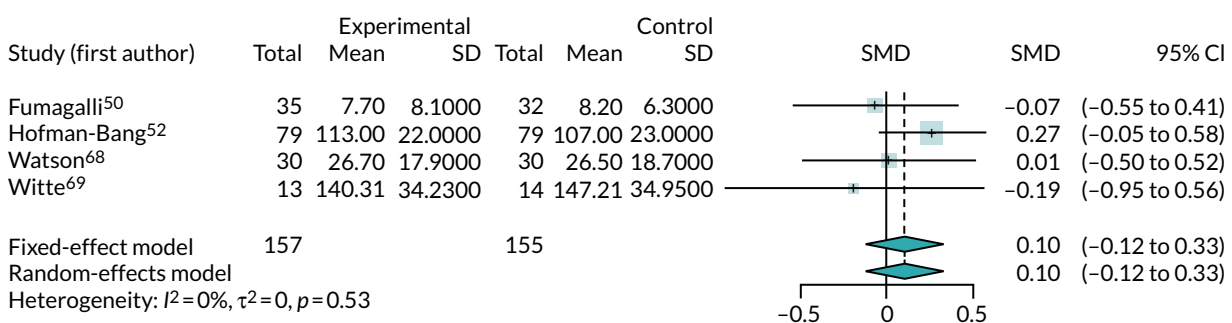 Experimental Control
Study (first author) Total Mean SD Total Mean SD SMD SMD 95% CI
Fumagalli50 35 7.70 8.1000 32 8.20 6.3000 −0.07 (−0.55 to 0.41)
Hofman-Bang52 79 113.00 22.0000 79 107.00 23.0000 0.27 (−0.05 to 0.58)
Watson68 30 26.70 17.9000 30 26.50 18.7000 0.01 (−0.50 to 0.52)
Witte69 13 140.31 34.2300 14 147.21 34.9500 −0.19 (−0.95 to 0.56)
Fixed-effect model 157 155 0.10 (−0.12 to 0.33)
Random-effects model 0.10 (−0.12 to 0.33)
Heterogeneity: I2=0%, τ2=0, p=0.53
−0.5 0 0.5